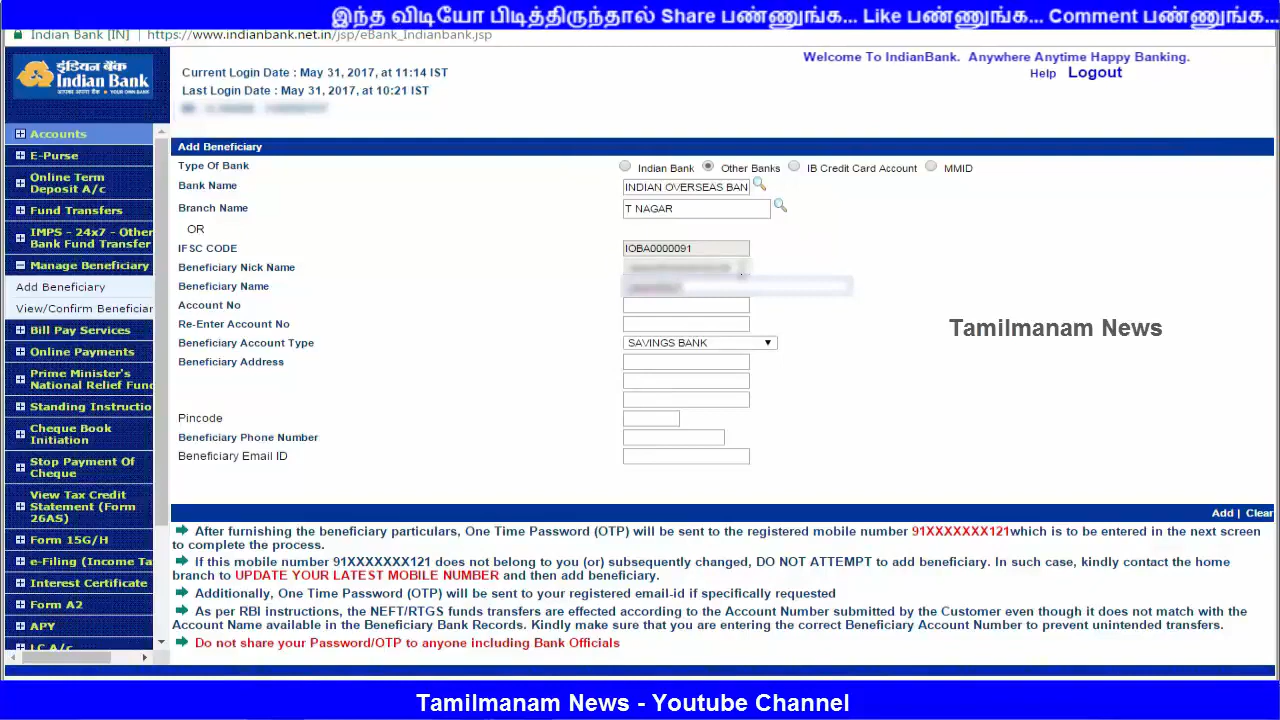 இந்த விடியோ பிடித்திருந்தால் Share பண்ணுங்க... Like பண்ணுங்க... Comment பண்ணுங்க...
Indian Bank [IN] https://www.indianbank.net.in/jsp/eBank_Indianbank.jsp
इंडियन बैंक
Indian Bank
आपका अपना बैंक YOUR OWN BANK
Current Login Date : May 31, 2017, at 11:14 IST
Last Login Date : May 31, 2017, at 10:21 IST
Welcome To IndianBank. Anywhere Anytime Happy Banking.
Help Logout
Accounts
E-Purse
Online Term
Deposit A/c
Fund Transfers
IMPS - 24x7 - Other
Bank Fund Transfer
Manage Beneficiary
Add Beneficiary
View/Confirm Beneficiar
Bill Pay Services
Online Payments
Prime Minister's
National Relief Fund
Standing Instructio
Cheque Book
Initiation
Stop Payment Of
Cheque
View Tax Credit
Statement (Form
26AS)
Form 15G/H
e-Filing (Income Ta
Interest Certificate
Form A2
APY
LC A/c
Add Beneficiary
Type Of Bank Indian Bank Other Banks IB Credit Card Account MMID
Bank Name INDIAN OVERSEAS BAN
Branch Name T NAGAR
OR
IFSC CODE IOBA0000091
Beneficiary Nick Name
Beneficiary Name
Account No
Re-Enter Account No
Beneficiary Account Type SAVINGS BANK
Beneficiary Address
Pincode
Beneficiary Phone Number
Beneficiary Email ID
Tamilmanam News
Add | Clear
After furnishing the beneficiary particulars, One Time Password (OTP) will be sent to the registered mobile number 91XXXXXXX121which is to be entered in the next screen
to complete the process.
If this mobile number 91XXXXXXX121 does not belong to you (or) subsequently changed, DO NOT ATTEMPT to add beneficiary. In such case, kindly contact the home
branch to UPDATE YOUR LATEST MOBILE NUMBER and then add beneficiary.
Additionally, One Time Password (OTP) will be sent to your registered email-id if specifically requested
As per RBI instructions, the NEFT/RTGS funds transfers are effected according to the Account Number submitted by the Customer even though it does not match with the
Account Name available in the Beneficiary Bank Records. Kindly make sure that you are entering the correct Beneficiary Account Number to prevent unintended transfers.
Do not share your Password/OTP to anyone including Bank Officials
Tamilmanam News - Youtube Channel